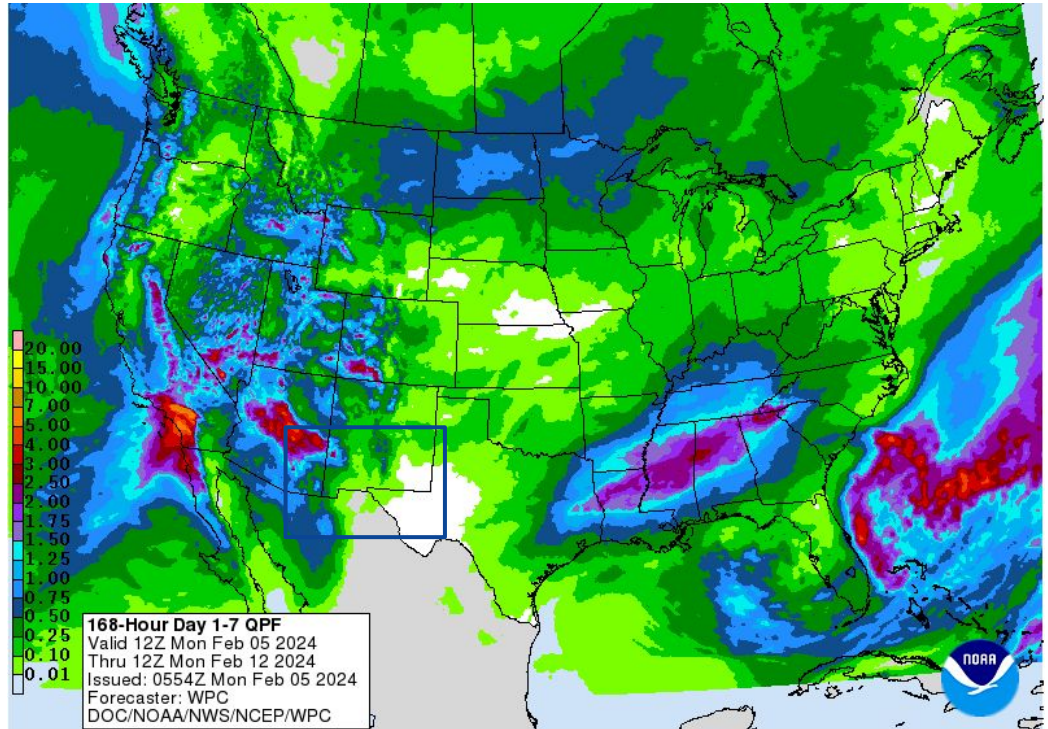 20.00
15.00
10.00
7.00
5.00
4.00
3.00
2.50
2.00
1.75
1.50
1.25
1.00
0.75
0.50
0.25
0.10
0.01
168-Hour Day 1-7 QPF
Valid 12Z Mon Feb 05 2024
Thru 12Z Mon Feb 12 2024
Issued: 0554Z Mon Feb 05 2024
Forecaster: WPC
DOC/NOAA/NWS/NCEP/WPC
NOAA